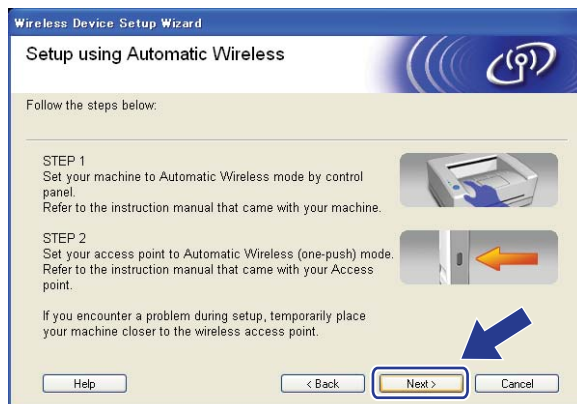 Wireless Device Setup Wizard
Setup using Automatic Wireless
Follow the steps below:
STEP 1
Set your machine to Automatic Wireless mode by control
panel.
Refer to the instruction manual that came with your machine.
STEP 2
Set your access point to Automatic Wireless (one-push) mode.
Refer to the instruction manual that came with your Access
point.
If you encounter a problem during setup, temporarily place
your machine closer to the wireless access point.
Help
< Back
Next >
Cancel